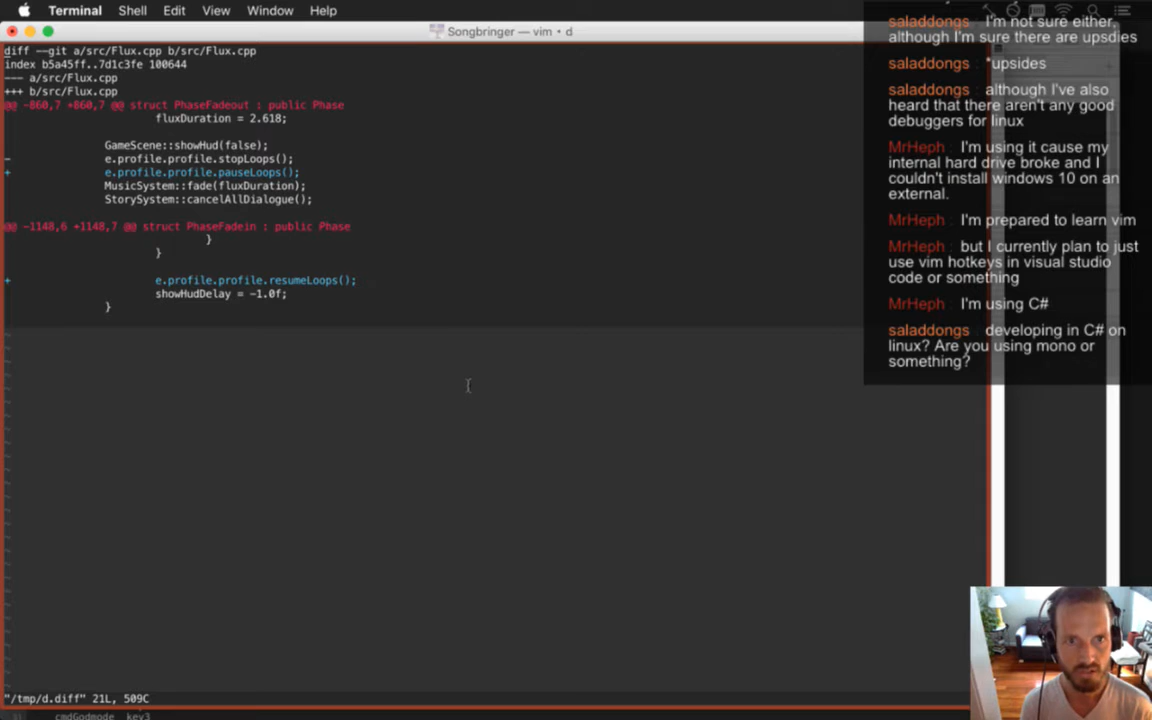 Terminal Shell Edit View Window Help
Songbringer — vim • d
diff --git a/src/Flux.cpp b/src/Flux.cpp
index b5a45ff..7d1c3fe 100644
--- a/src/Flux.cpp
+++ b/src/Flux.cpp
@@ -860,7 +860,7 @@ struct PhaseFadeout : public Phase
fluxDuration = 2.618;
GameScene::showHud(false);
- e.profile.profile.stopLoops();
+ e.profile.profile.pauseLoops();
MusicSystem::fade(fluxDuration);
StorySystem::cancelAllDialogue();
@@ -1148,6 +1148,7 @@ struct PhaseFadein : public Phase
}
}
+ e.profile.profile.resumeLoops();
showHudDelay = -1.0f;
}
"/tmp/d.diff" 21L, 509C
cmdGodmode key3
saladdongs I'm not sure either,
although I'm sure there are upsdies
saladdongs *upsides
saladdongs although I've also
heard that there aren't any good
debuggers for linux
MrHeph I'm using it cause my
internal hard drive broke and I
couldn't install windows 10 on an
external.
MrHeph I'm prepared to learn vim
MrHeph but I currently plan to just
use vim hotkeys in visual studio
code or something
MrHeph I'm using C#
saladdongs developing in C# on
linux? Are you using mono or
something?